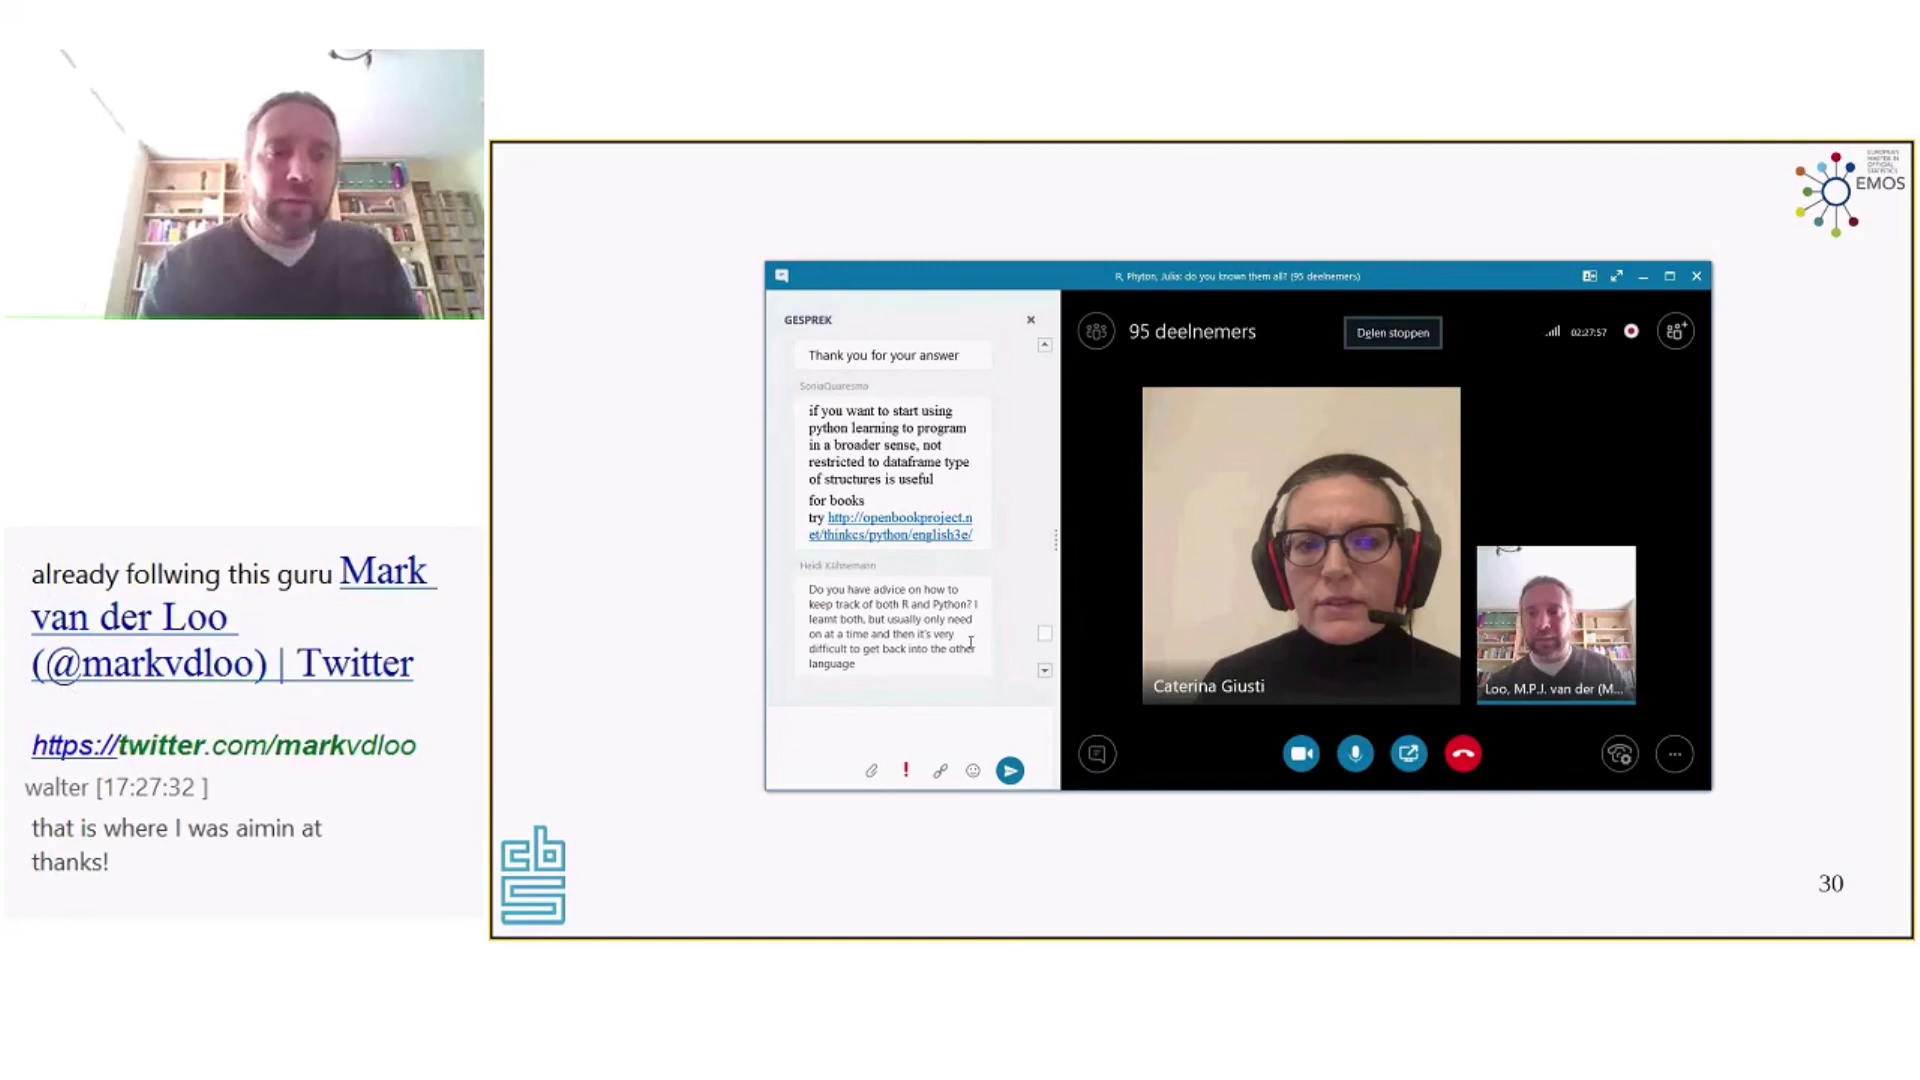 already follwing this guru Mark
van der Loo
(@markvdloo) | Twitter
https://twitter.com/markvdloo
walter [17:27:32 ]
that is where I was aimin at
thanks!
EUROPEAN
MASTER IN
OFFICIAL
STATISTICS
EMOS
R, Phyton, Julia: do you known them all? (95 deelnemers)
GESPREK
Thank you for your answer
SoniaQuaresma
if you want to start using
python learning to program
in a broader sense, not
restricted to dataframe type
of structures is useful
for books
try http://openbookproject.n
et/thinkcs/python/english3e/
Heidi Kühnemann
Do you have advice on how to
keep track of both R and Python? I
learnt both, but usually only need
on at a time and then it's very
difficult to get back into the other
language
95 deelnemers
Delen stoppen
02:27:57
Caterina Giusti
Loo, M.P.J. van der (M...
cbs
30